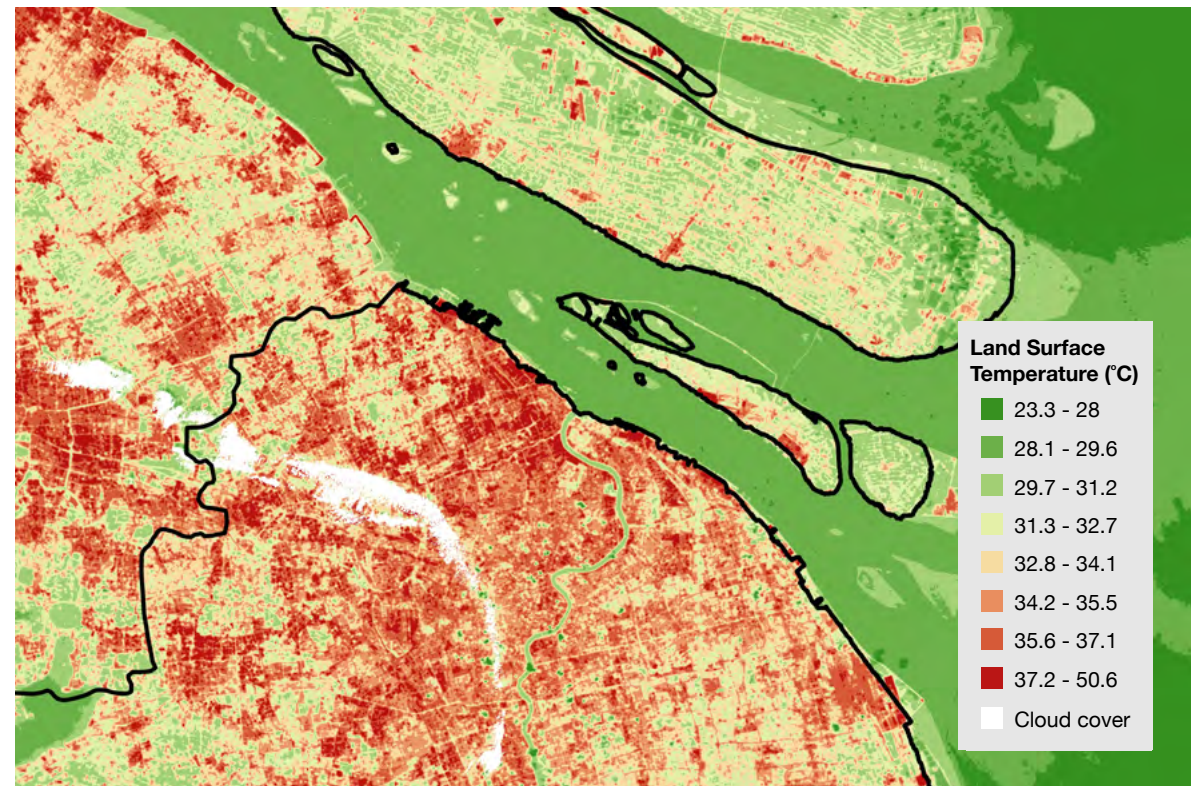 Land Surface
Temperature (˚C)
23.3 - 28
28.1 - 29.6
29.7 - 31.2
31.3 - 32.7
32.8 - 34.1
34.2 - 35.5
35.6 - 37.1
37.2 - 50.6
Cloud cover